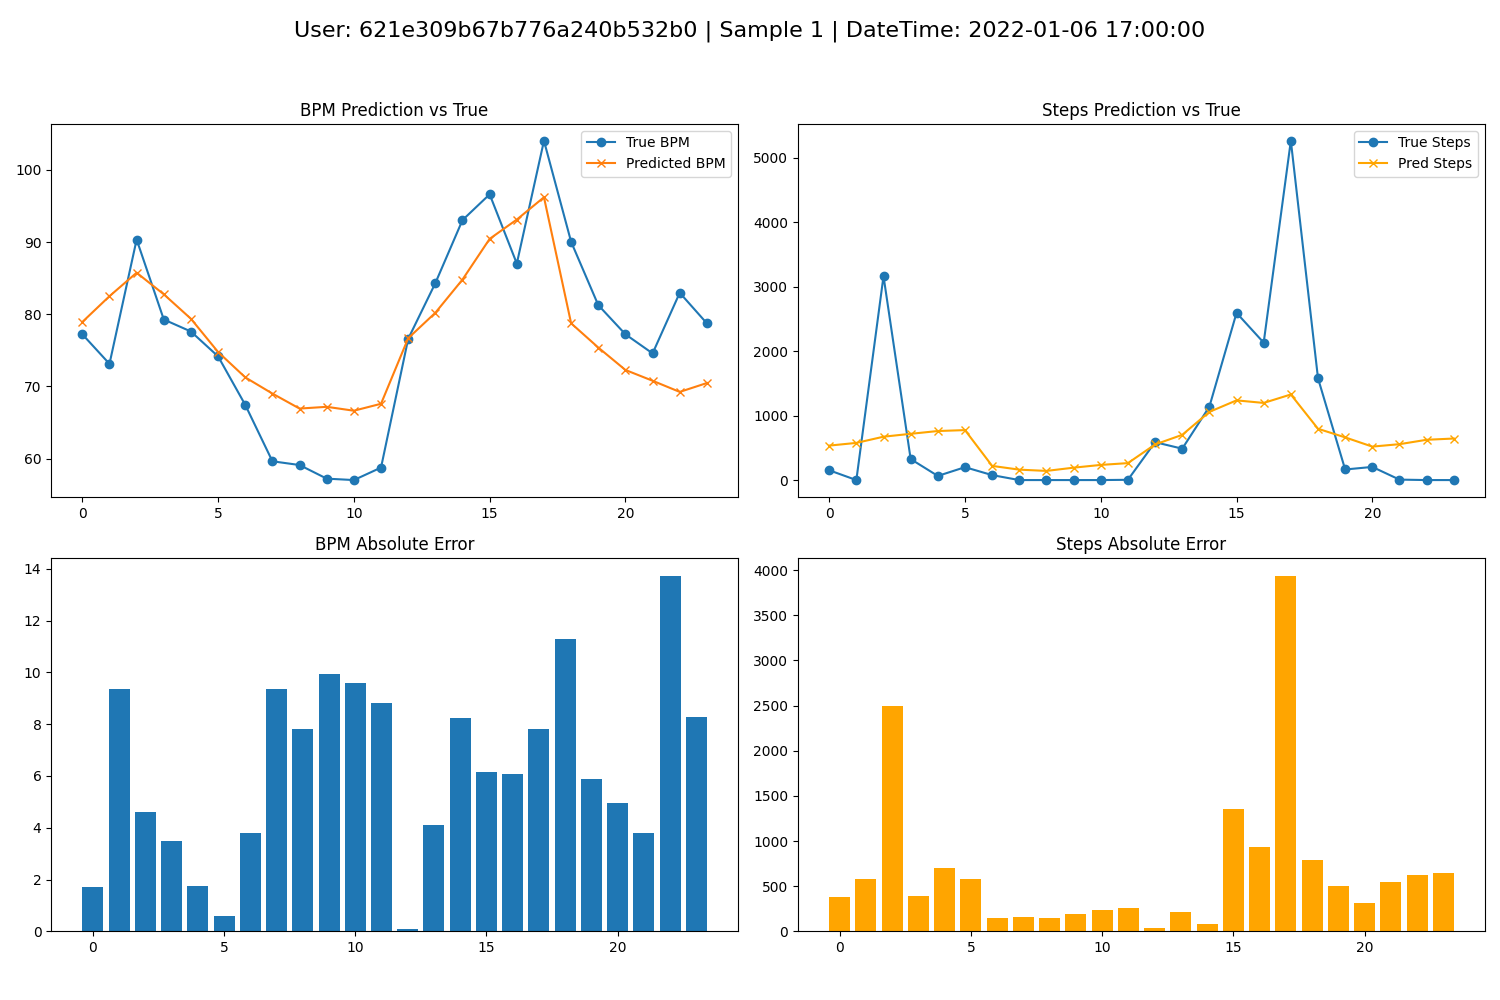 User: 621e309b67b776a240b532b0 | Sample 1 | DateTime: 2022-01-06 17:00:00
BPM Prediction vs True
True BPM
Predicted BPM
100
90
80
70
60
0 5 10 15 20
Steps Prediction vs True
True Steps
Pred Steps
5000
4000
3000
2000
1000
0
0 5 10 15 20
BPM Absolute Error
14
12
10
8
6
4
2
0
0 5 10 15 20
Steps Absolute Error
4000
3500
3000
2500
2000
1500
1000
500
0
0 5 10 15 20